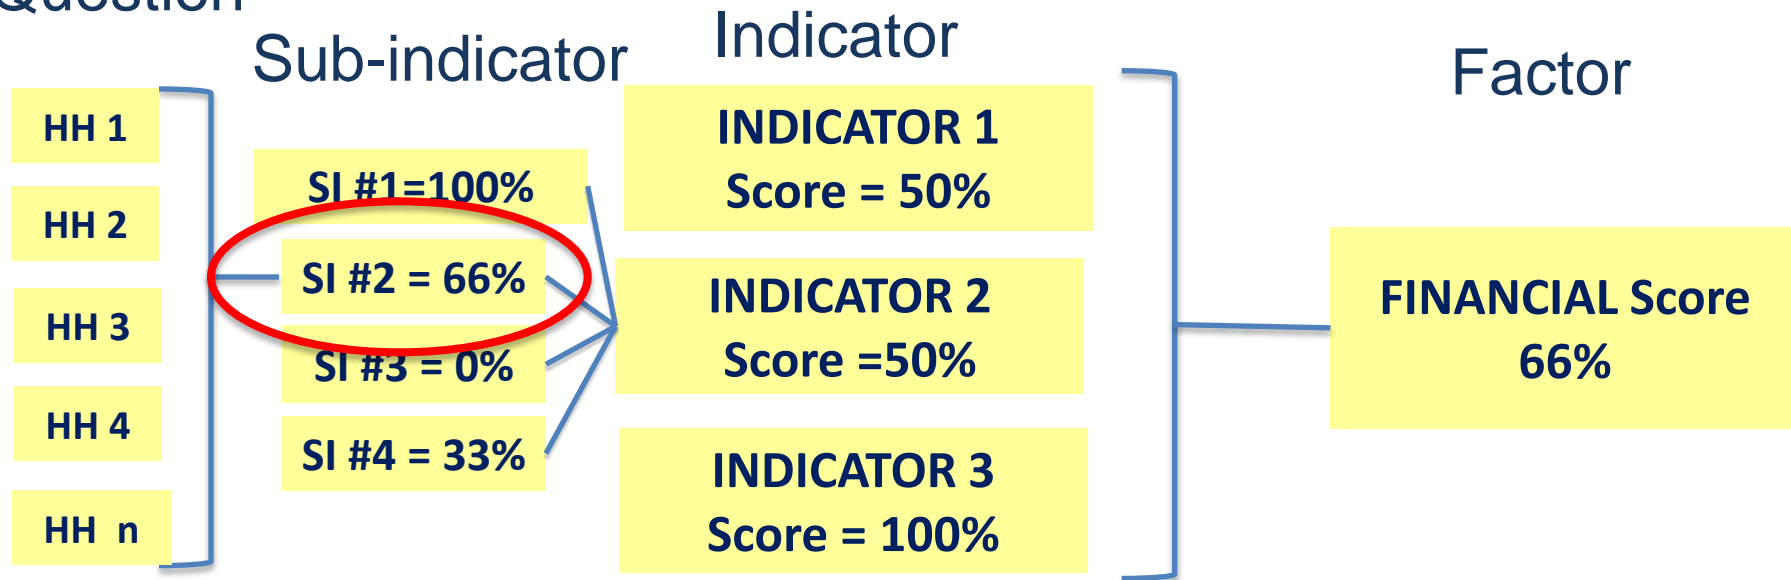 Question
Sub-indicator
Indicator
Factor
HH 1
HH 2
HH 3
HH 4
HH n
SI #1=100%
SI #2 = 66%
SI #3 = 0%
SI #4 = 33%
INDICATOR 1
Score = 50%
INDICATOR 2
Score =50%
INDICATOR 3
Score = 100%
FINANCIAL Score
66%